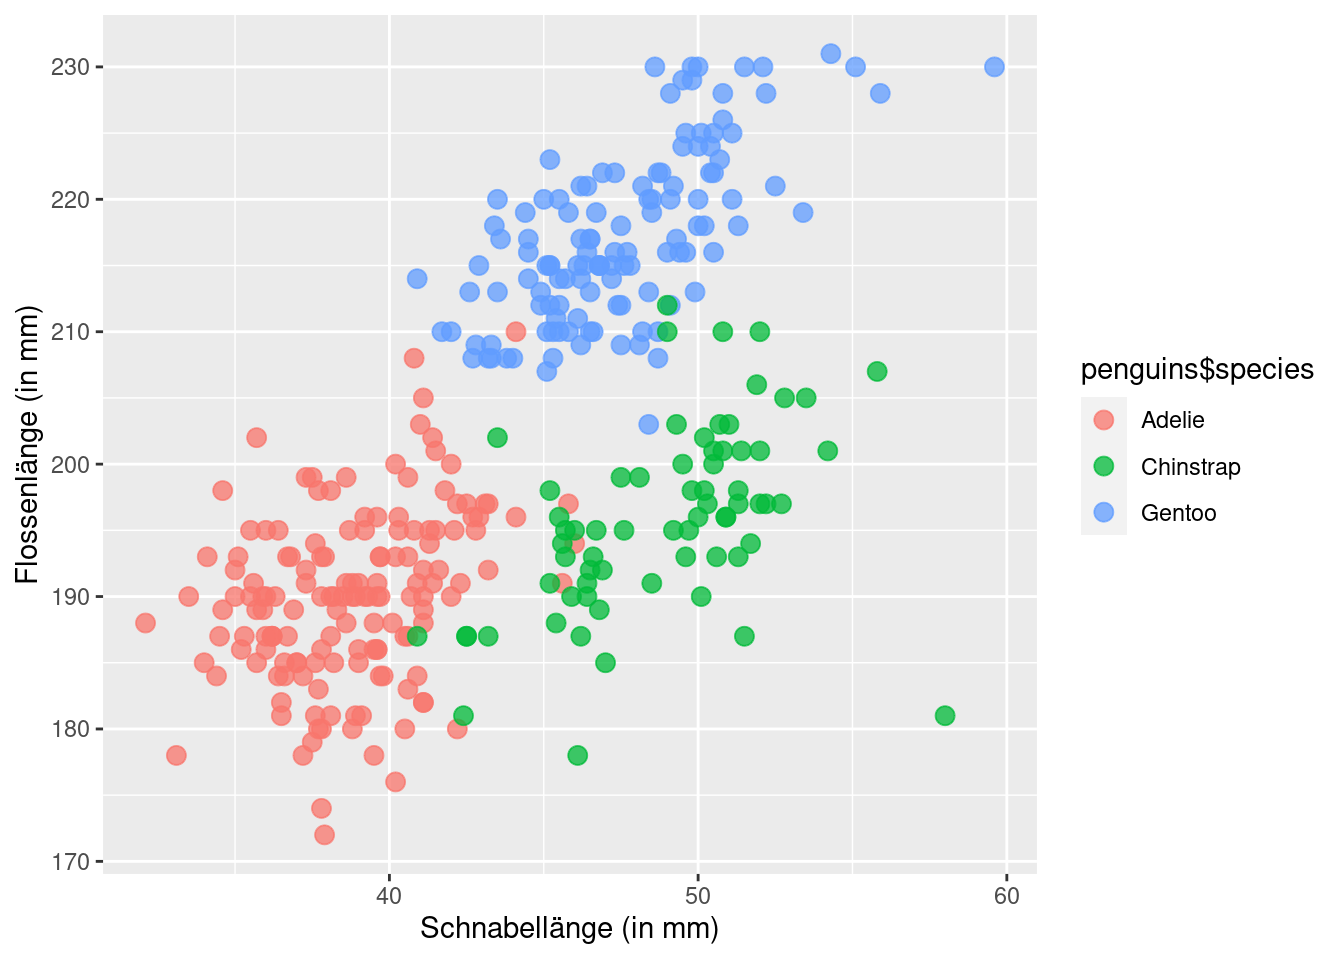 230
220
210
200
190
180
170
Flossenlänge (in mm)
40
50
60
Schnabellänge (in mm)
penguins$species
Adelie
Chinstrap
Gentoo